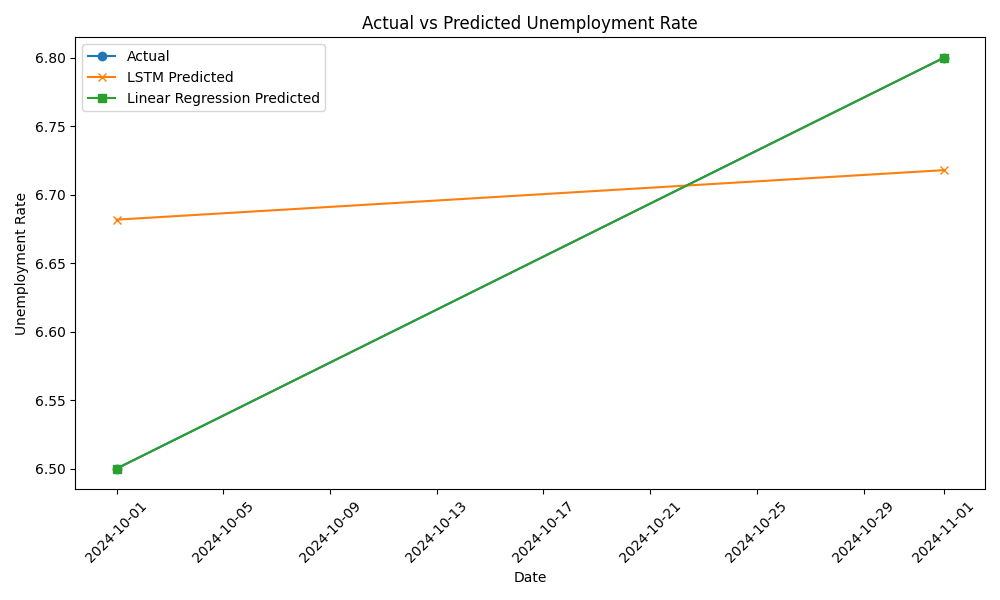 Actual vs Predicted Unemployment Rate
Actual
LSTM Predicted
Linear Regression Predicted
6.80
6.75
6.70
6.65
6.60
6.55
6.50
Unemployment Rate
2024-10-01
2024-10-05
2024-10-09
2024-10-13
2024-10-17
2024-10-21
2024-10-25
2024-10-29
2024-11-01
Date